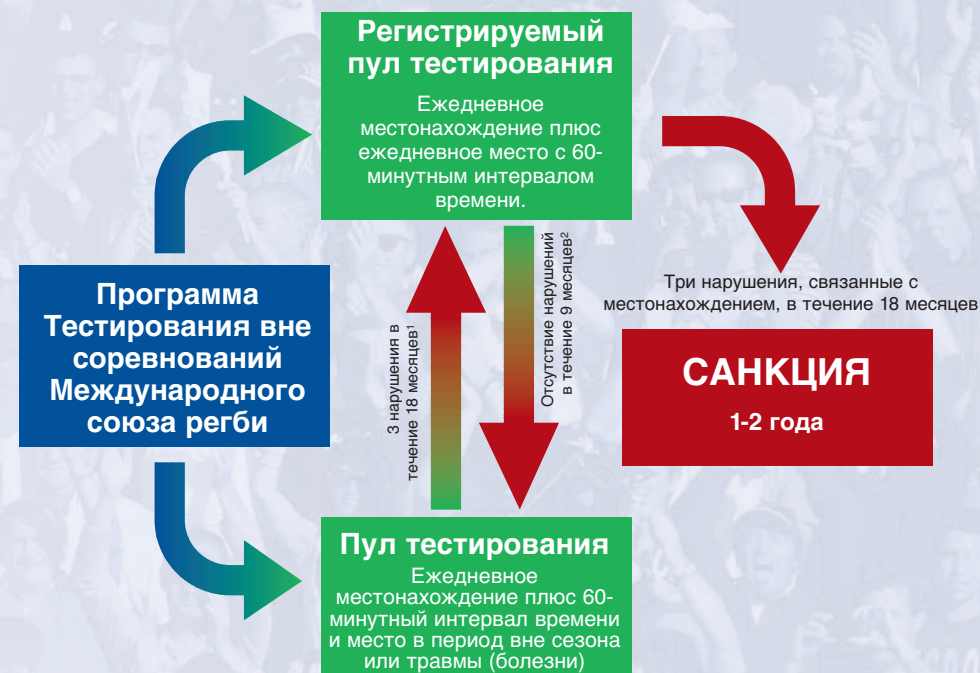 Регистрируемый
пул тестирования
Ежедневное
местонахождение плюс
ежедневное место с 60-
минутным интервалом
времени.
Программа
Тестирования вне
соревнований
Международного
союза регби
3 нарушения в
течение 18 месяцев¹
Отсутствие нарушений
в течение 9 месяцев²
Три нарушения, связанные с
местонахождением, в течение 18 месяцев
САНКЦИЯ
1-2 года
Пул тестирования
Ежедневное
местонахождение плюс 60-
минутный интервал времени
и место в период вне сезона
или травмы (болезни)